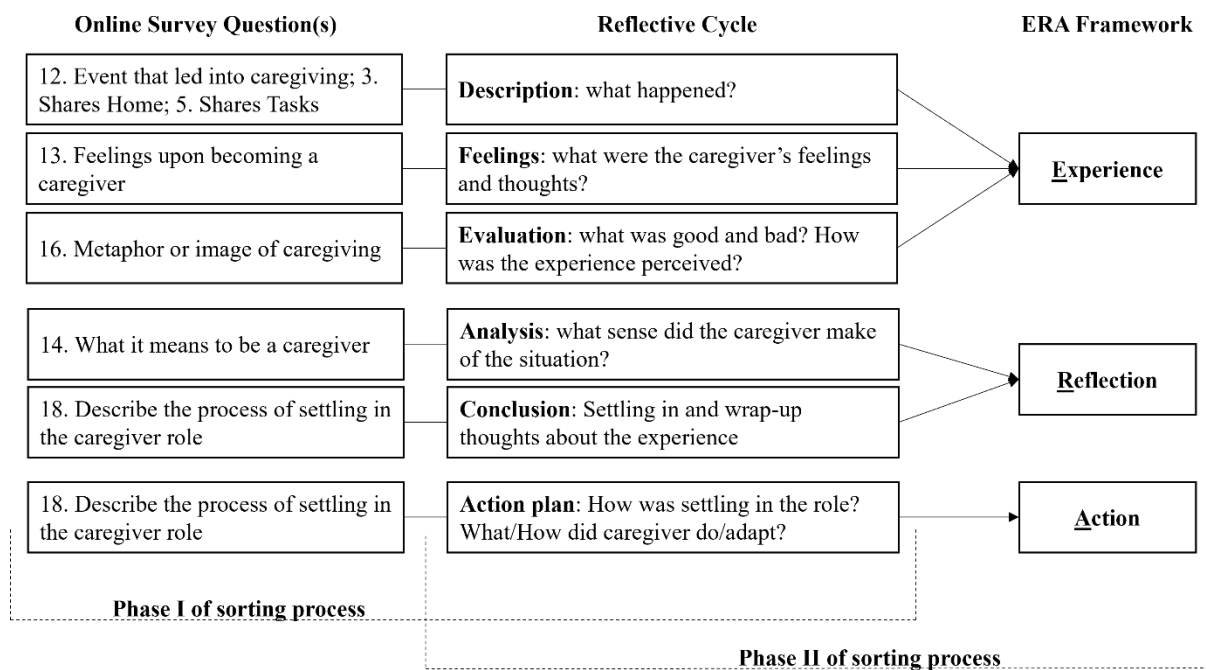 Online Survey Question(s)
Reflective Cycle
ERA Framework
12. Event that led into caregiving; 3.
Shares Home; 5. Shares Tasks
Description: what happened?
13. Feelings upon becoming a
caregiver
Feelings: what were the caregiver's feelings
and thoughts?
Experience
16. Metaphor or image of caregiving
Evaluation: what was good and bad? How
was the experience perceived?
14. What it means to be a caregiver
Analysis: what sense did the caregiver make
of the situation?
Reflection
18. Describe the process of settling in
the caregiver role
Conclusion: Settling in and wrap-up
thoughts about the experience
18. Describe the process of settling in
the caregiver role
Action plan: How was settling in the role?
What/How did caregiver do/adapt?
Action
Phase I of sorting process
Phase II of sorting process